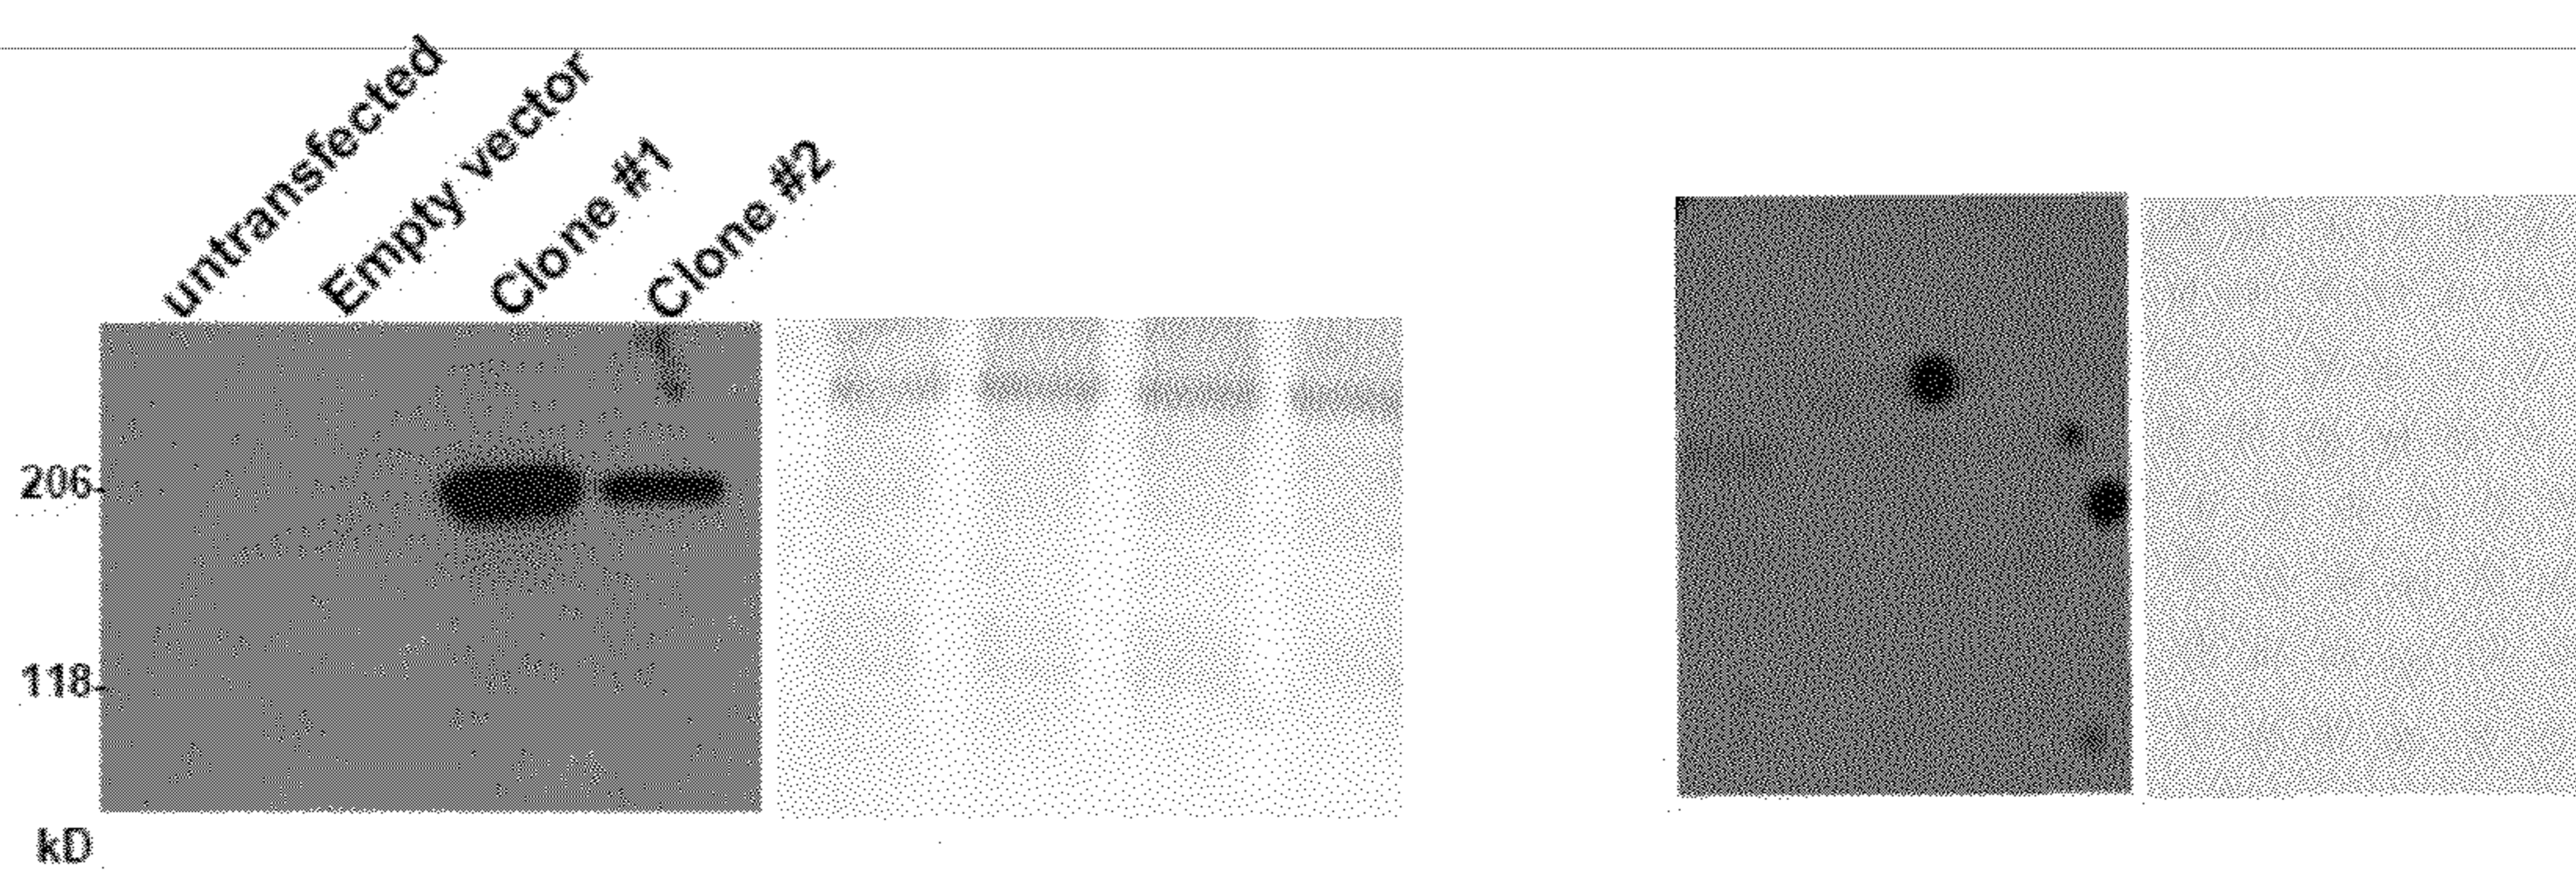 untransfected
Empty vector
Clone #1
Clone #2
206
118
kD